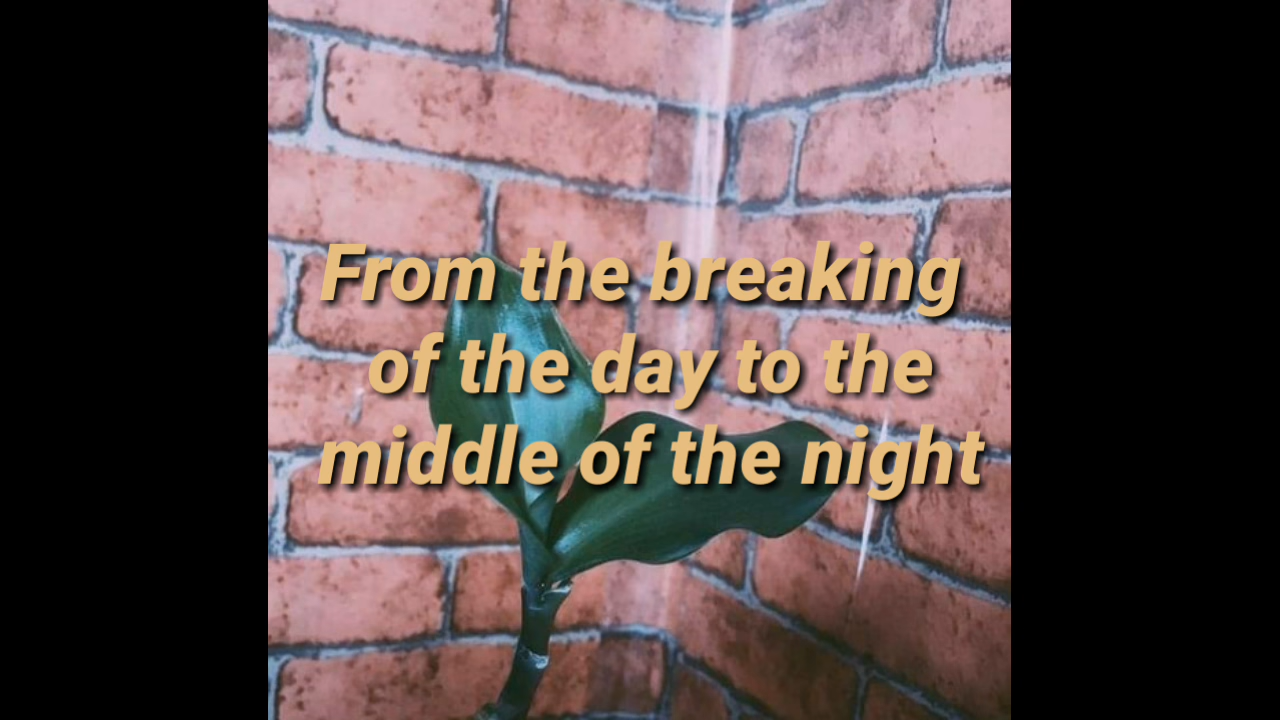 From the breaking
of the day to the
middle of the night